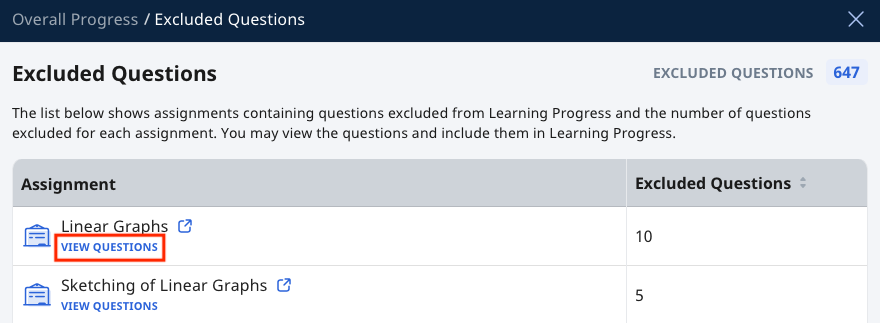 Overall Progress / Excluded Questions
Excluded Questions
EXCLUDED QUESTIONS 647
The list below shows assignments containing questions excluded from Learning Progress and the number of questions
excluded for each assignment. You may view the questions and include them in Learning Progress.
Assignment Excluded Questions
Linear Graphs
VIEW QUESTIONS
10
Sketching of Linear Graphs
VIEW QUESTIONS
5